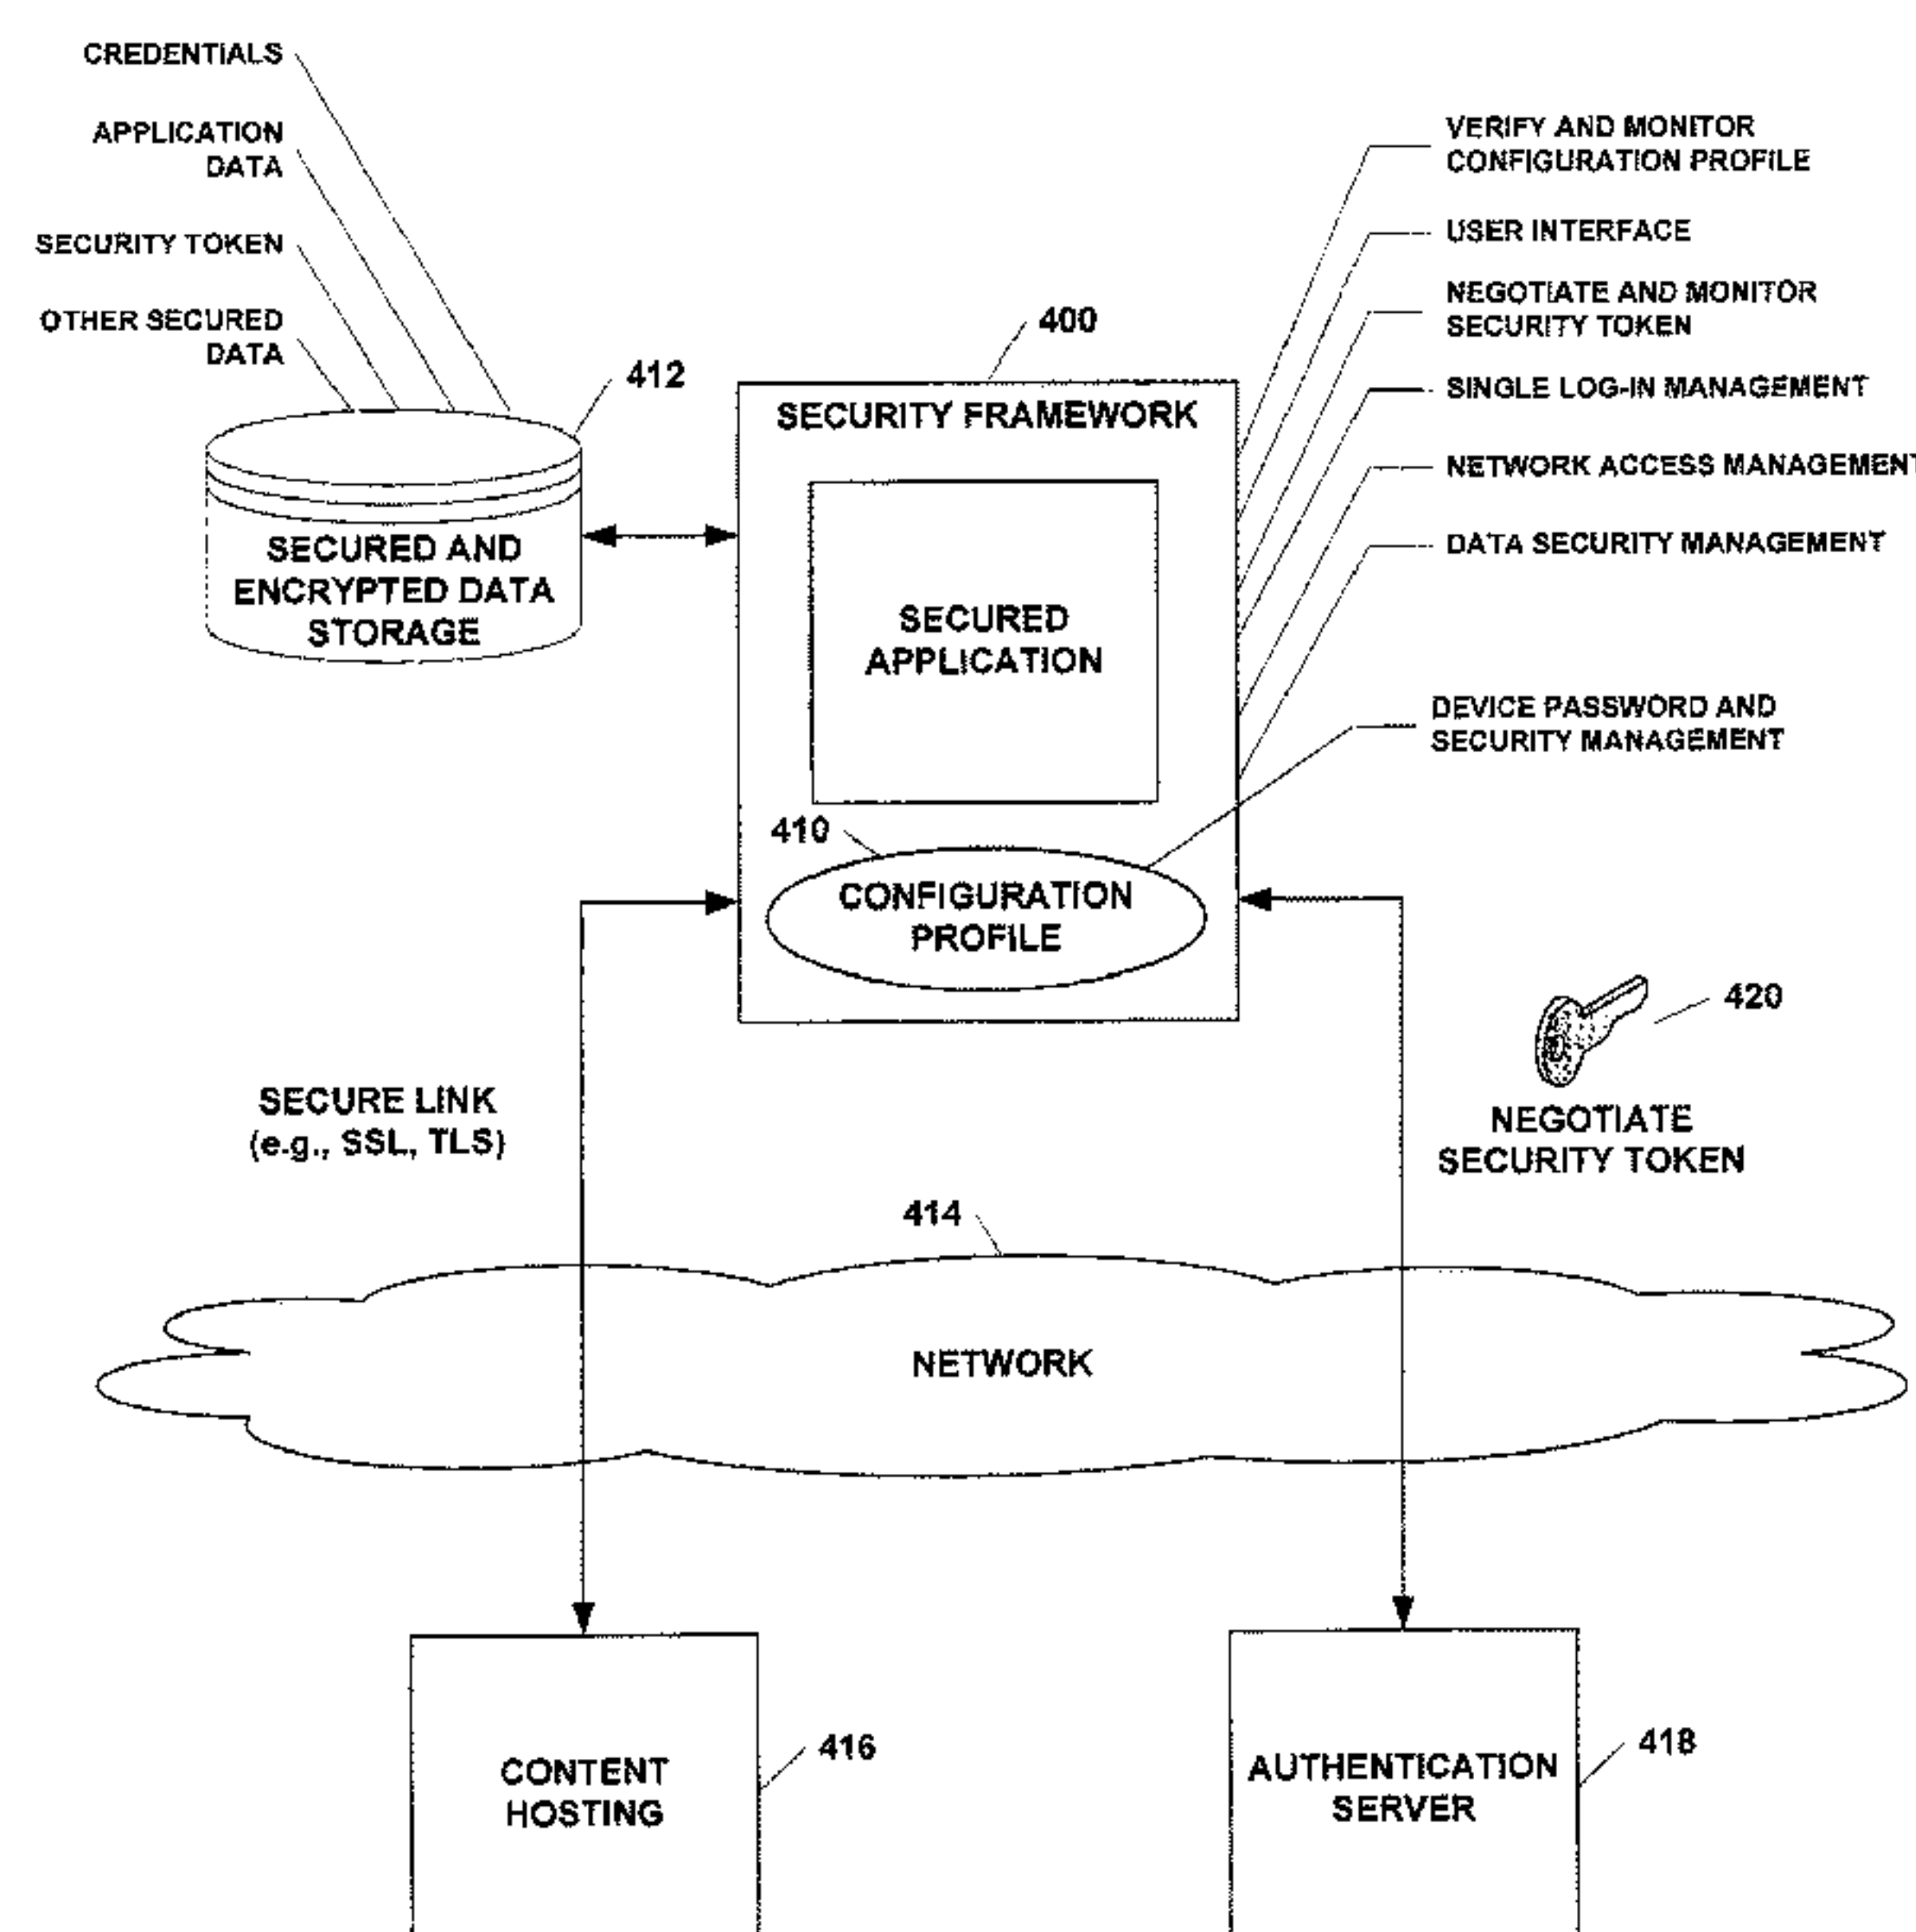 CREDENTIALS
APPLICATION
DATA
SECURITY TOKEN
OTHER SECURED
DATA
412
SECURED AND
ENCRYPTED DATA
STORAGE
400
SECURITY FRAMEWORK
SECURED
APPLICATION
410
CONFIGURATION
PROFILE
VERIFY AND MONITOR
CONFIGURATION PROFILE
USER INTERFACE
NEGOTIATE AND MONITOR
SECURITY TOKEN
SINGLE LOG-IN MANAGEMENT
NETWORK ACCESS MANAGEMENT
DATA SECURITY MANAGEMENT
DEVICE PASSWORD AND
SECURITY MANAGEMENT
420
NEGOTIATE
SECURITY TOKEN
SECURE LINK
(e.g., SSL, TLS)
414
NETWORK
CONTENT
HOSTING
416
AUTHENTICATION
SERVER
418